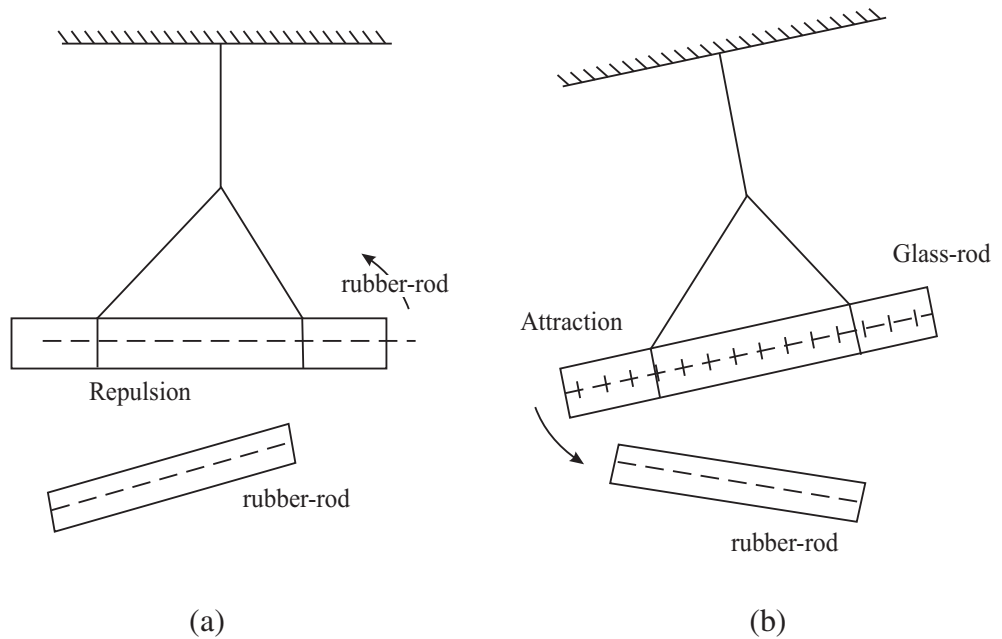 rubber-rod
Repulsion
rubber-rod
(a)
Glass-rod
Attraction
rubber-rod
(b)